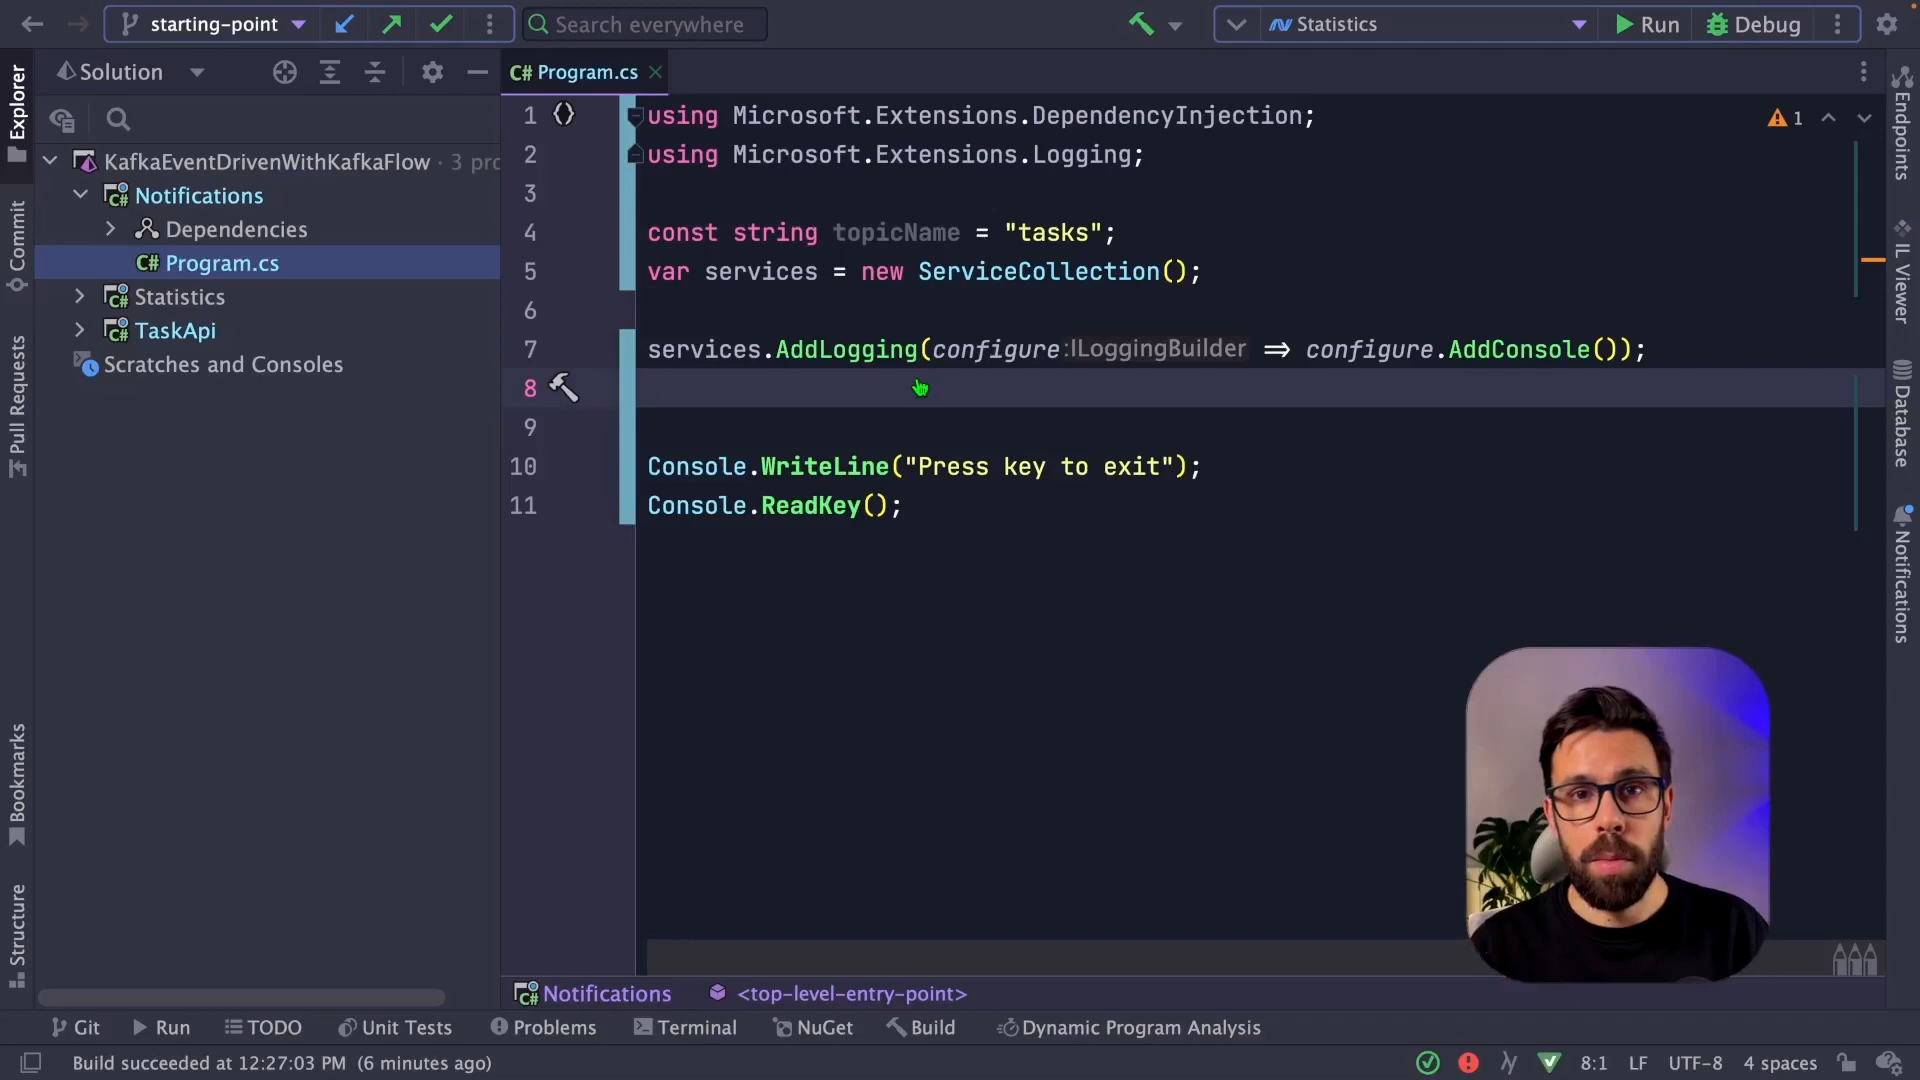 starting-point
Search everywhere
Statistics
Run
Debug
Solution
C# Program.cs
Explorer
Commit
Pull Requests
Bookmarks
Structure
KafkaEventDrivenWithKafkaFlow · 3 pro
C# Notifications
Dependencies
C# Program.cs
C# Statistics
C# TaskApi
Scratches and Consoles
1 using Microsoft.Extensions.DependencyInjection;
2 using Microsoft.Extensions.Logging;
3
4 const string topicName = "tasks";
5 var services = new ServiceCollection();
6
7 services.AddLogging(configure :ILoggingBuilder => configure.AddConsole());
8
9
10 Console.WriteLine("Press key to exit");
11 Console.ReadKey();
1
Endpoints
IL Viewer
Database
Notifications
C# Notifications <top-level-entry-point>
Git Run TODO Unit Tests Problems Terminal NuGet Build Dynamic Program Analysis
Build succeeded at 12:27:03 PM (6 minutes ago)
8:1 LF UTF-8 4 spaces